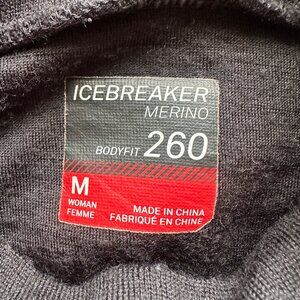 ICEBREAKER
MERINO
BODYFIT 260
M
WOMAN
FEMME
MADE IN CHINA
FABRIQUÉ EN CHINE